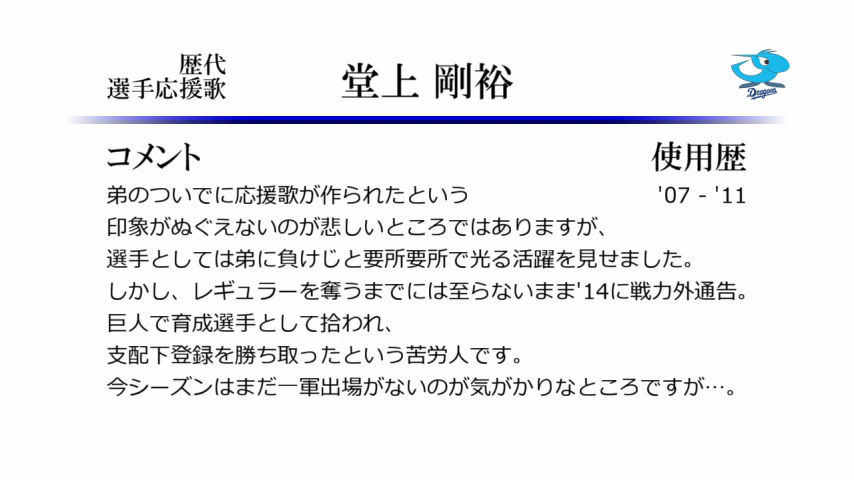 歴代
選手応援歌
堂上 剛裕
Dragons
コメント
使用歴
弟のついでに応援歌が作られたという
'07 - '11
印象がぬぐえないのが悲しいところではありますが、
選手としては弟に負けじと要所要所で光る活躍を見せました。
しかし、レギュラーを奪うまでには至らないまま'14に戦力外通告。
巨人で育成選手として拾われ、
支配下登録を勝ち取ったという苦労人です。
今シーズンはまだ一軍出場がないのが気がかりなところですが…。